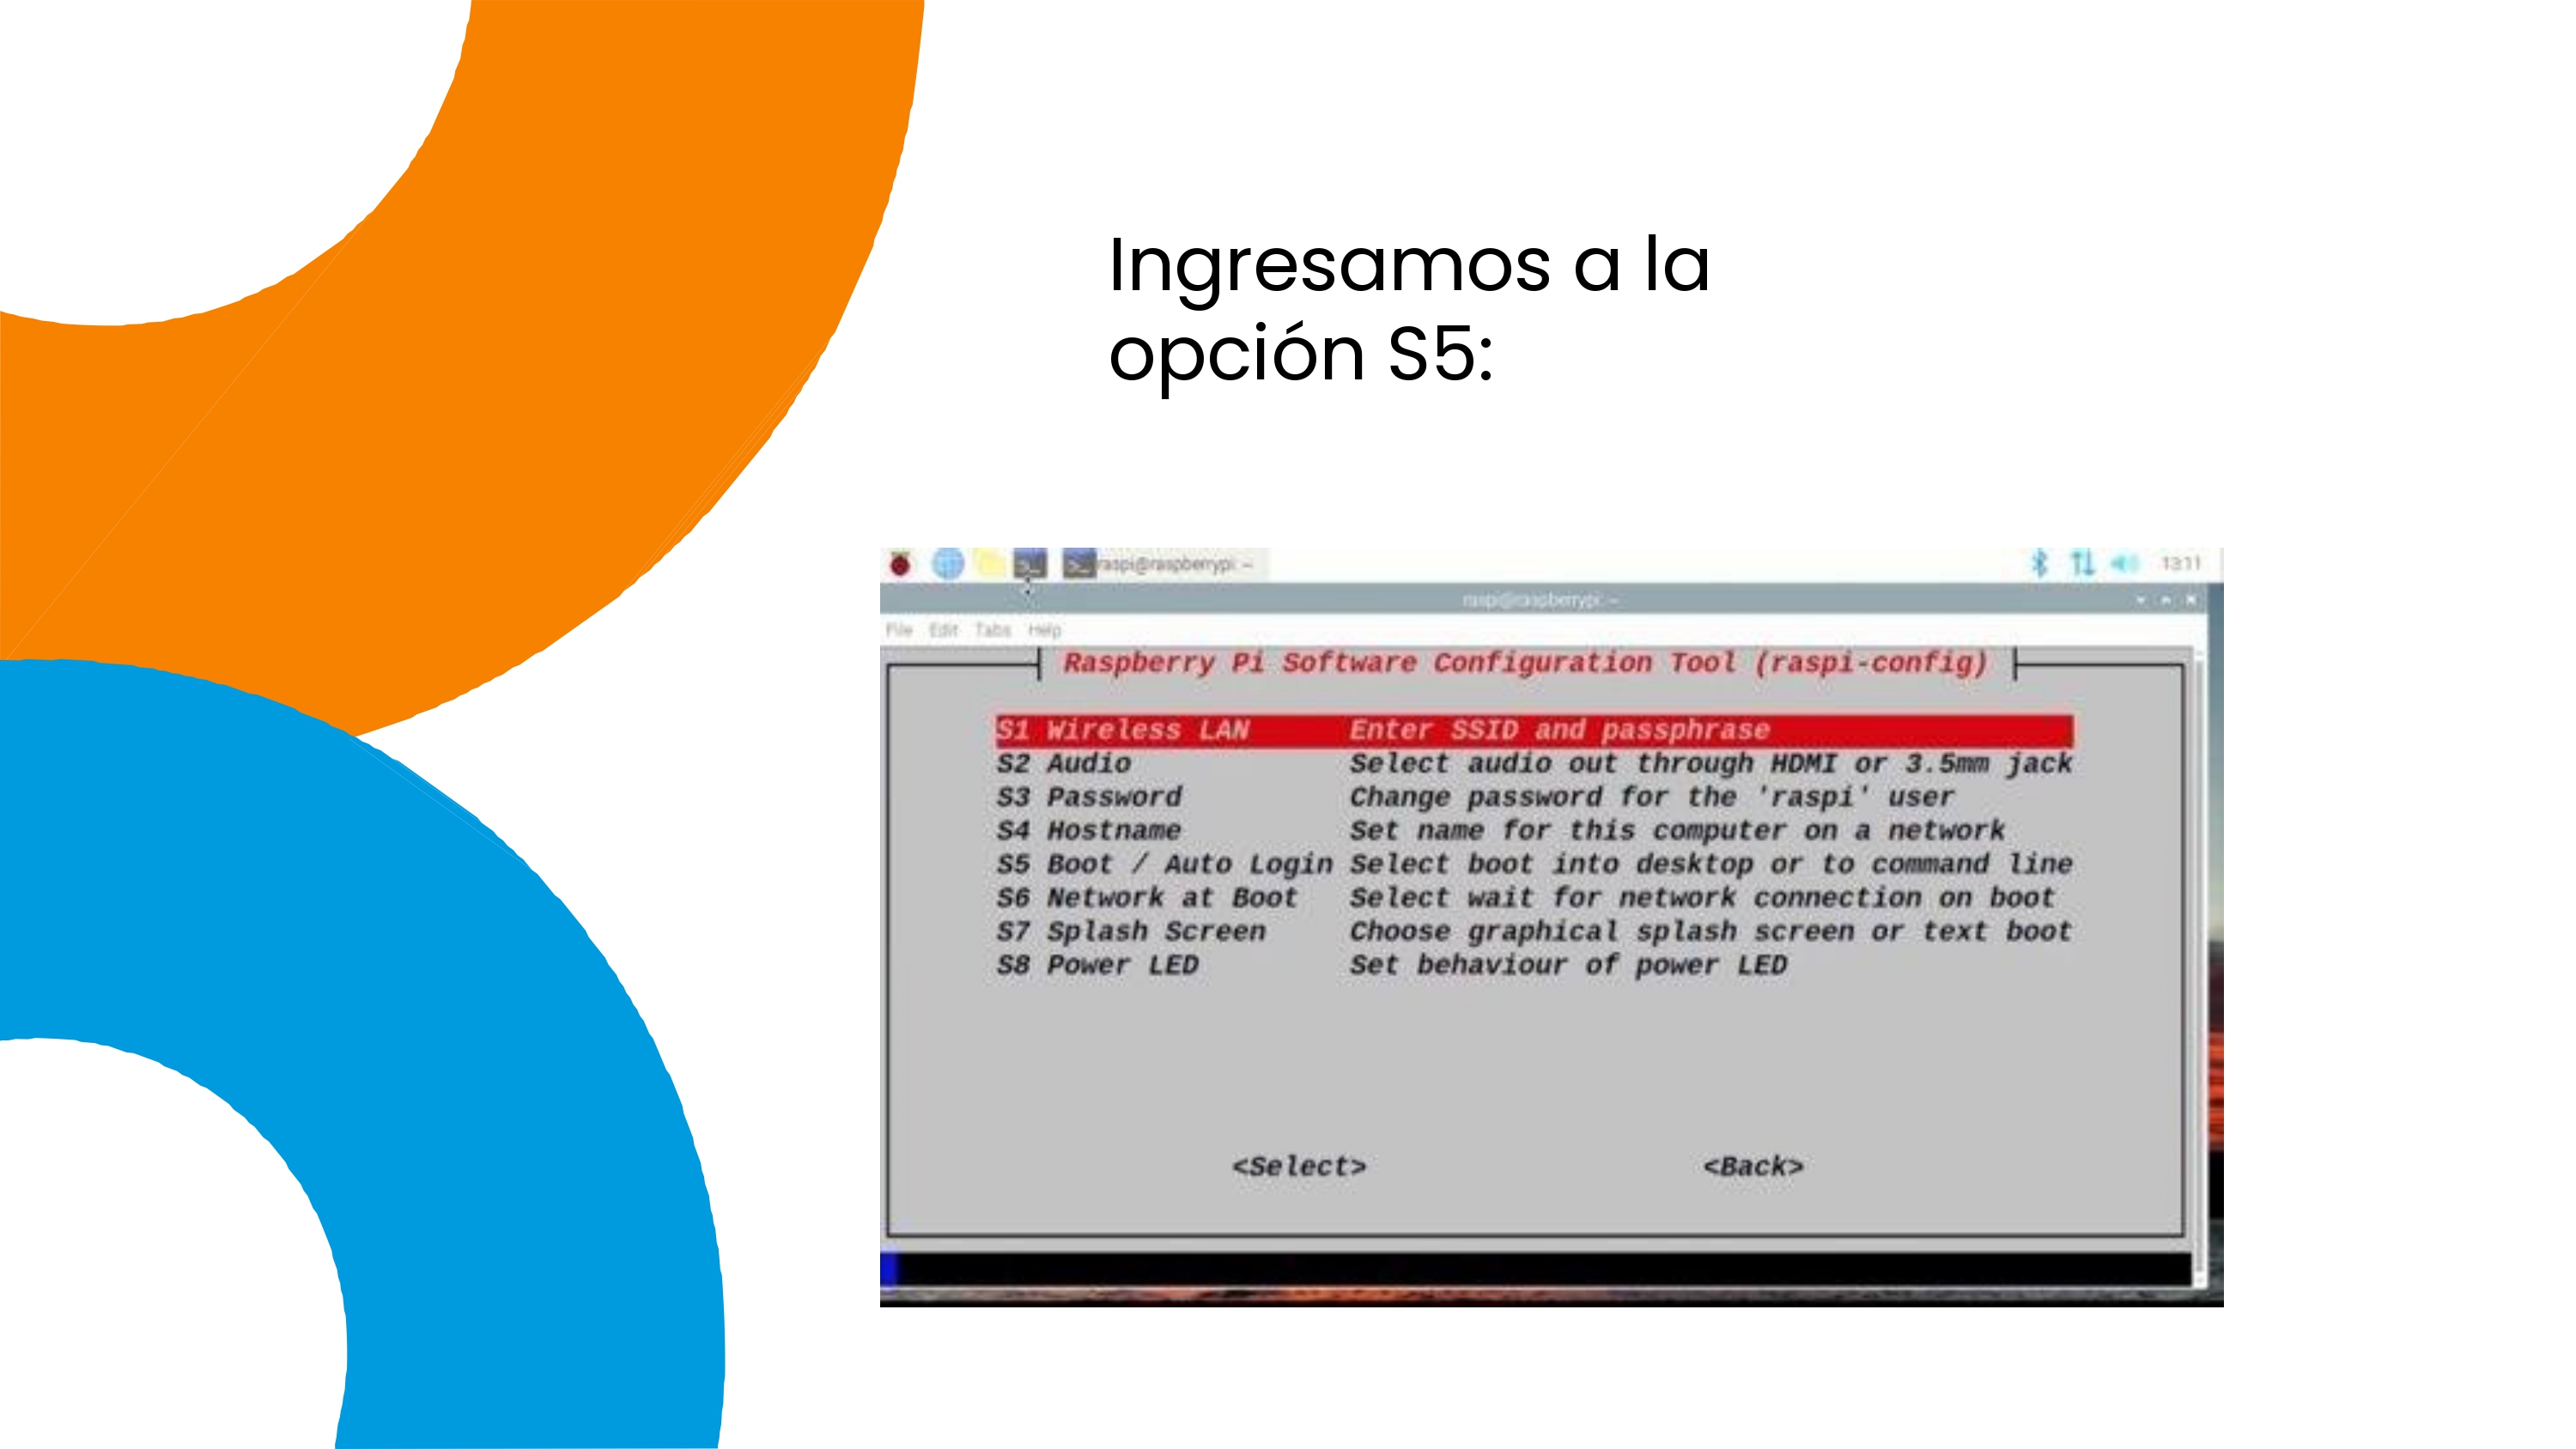 Ingresamos a la
opción S5:
raspi@raspberrypi: ~ 13:11
raspi@raspberrypi: ~
File Edit Tabs Help
Raspberry Pi Software Configuration Tool (raspi-config)
S1 Wireless LAN Enter SSID and passphrase
S2 Audio Select audio out through HDMI or 3.5mm jack
S3 Password Change password for the 'raspi' user
S4 Hostname Set name for this computer on a network
S5 Boot / Auto Login Select boot into desktop or to command line
S6 Network at Boot Select wait for network connection on boot
S7 Splash Screen Choose graphical splash screen or text boot
S8 Power LED Set behaviour of power LED
<Select> <Back>